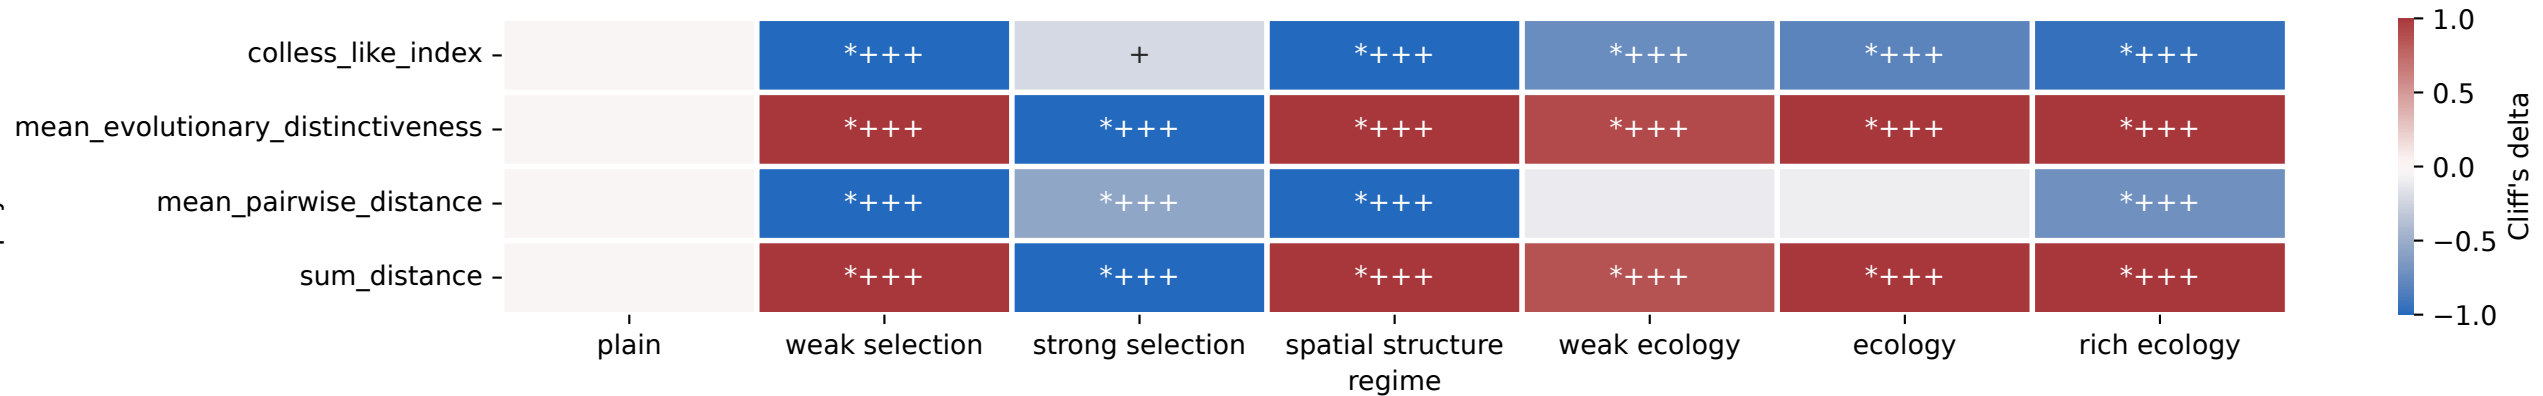 colless_like_index
*+++ + *+++ *+++ *+++ *+++
mean_evolutionary_distinctiveness
*+++ *+++ *+++ *+++ *+++ *+++
mean_pairwise_distance
*+++ *+++ *+++ *+++
sum_distance
*+++ *+++ *+++ *+++ *+++ *+++
plain weak selection strong selection spatial structure weak ecology ecology rich ecology
regime
1.0
0.5
0.0
−0.5
−1.0
Cliff's delta